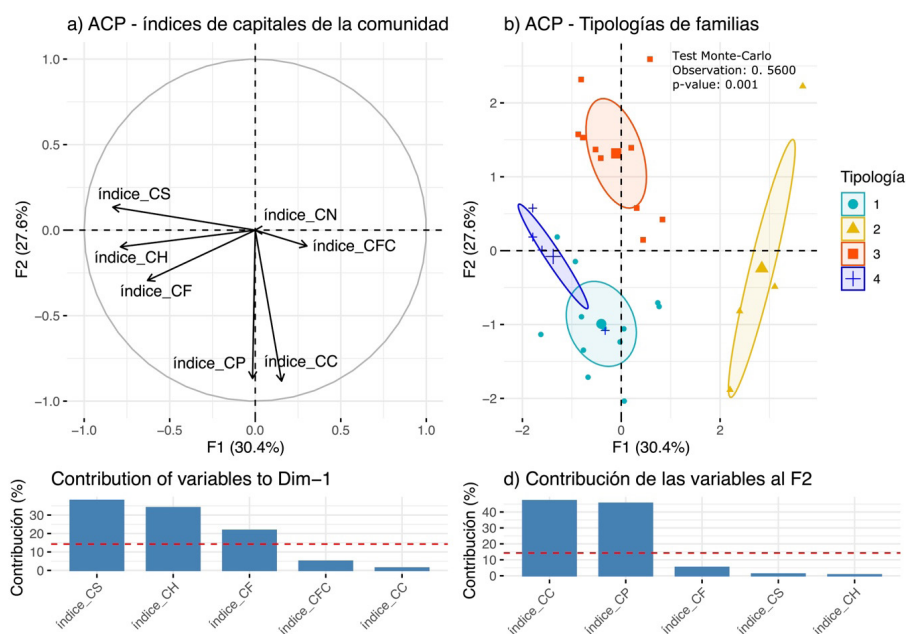 a) ACP - índices de capitales de la comunidad
F2 (27.6%)
1.0
0.5
0.0
−0.5
−1.0
índice_CS
índice_CN
índice_CFC
índice_CH
índice_CF
índice_CP
índice_CC
−1.0
−0.5
0.0
0.5
1.0
F1 (30.4%)
b) ACP - Tipologías de familias
Test Monte-Carlo
Observation: 0. 5600
p-value: 0.001
F2 (27.6%)
2
1
0
−1
−2
−2
0
2
F1 (30.4%)
Tipología
1
2
3
4
Contribution of variables to Dim−1
Contribución (%)
30
20
10
0
índice_CS
índice_CH
índice_CF
índice_CFC
índice_CC
d) Contribución de las variables al F2
Contribución (%)
40
30
20
10
0
índice_CC
índice_CP
índice_CF
índice_CS
índice_CH